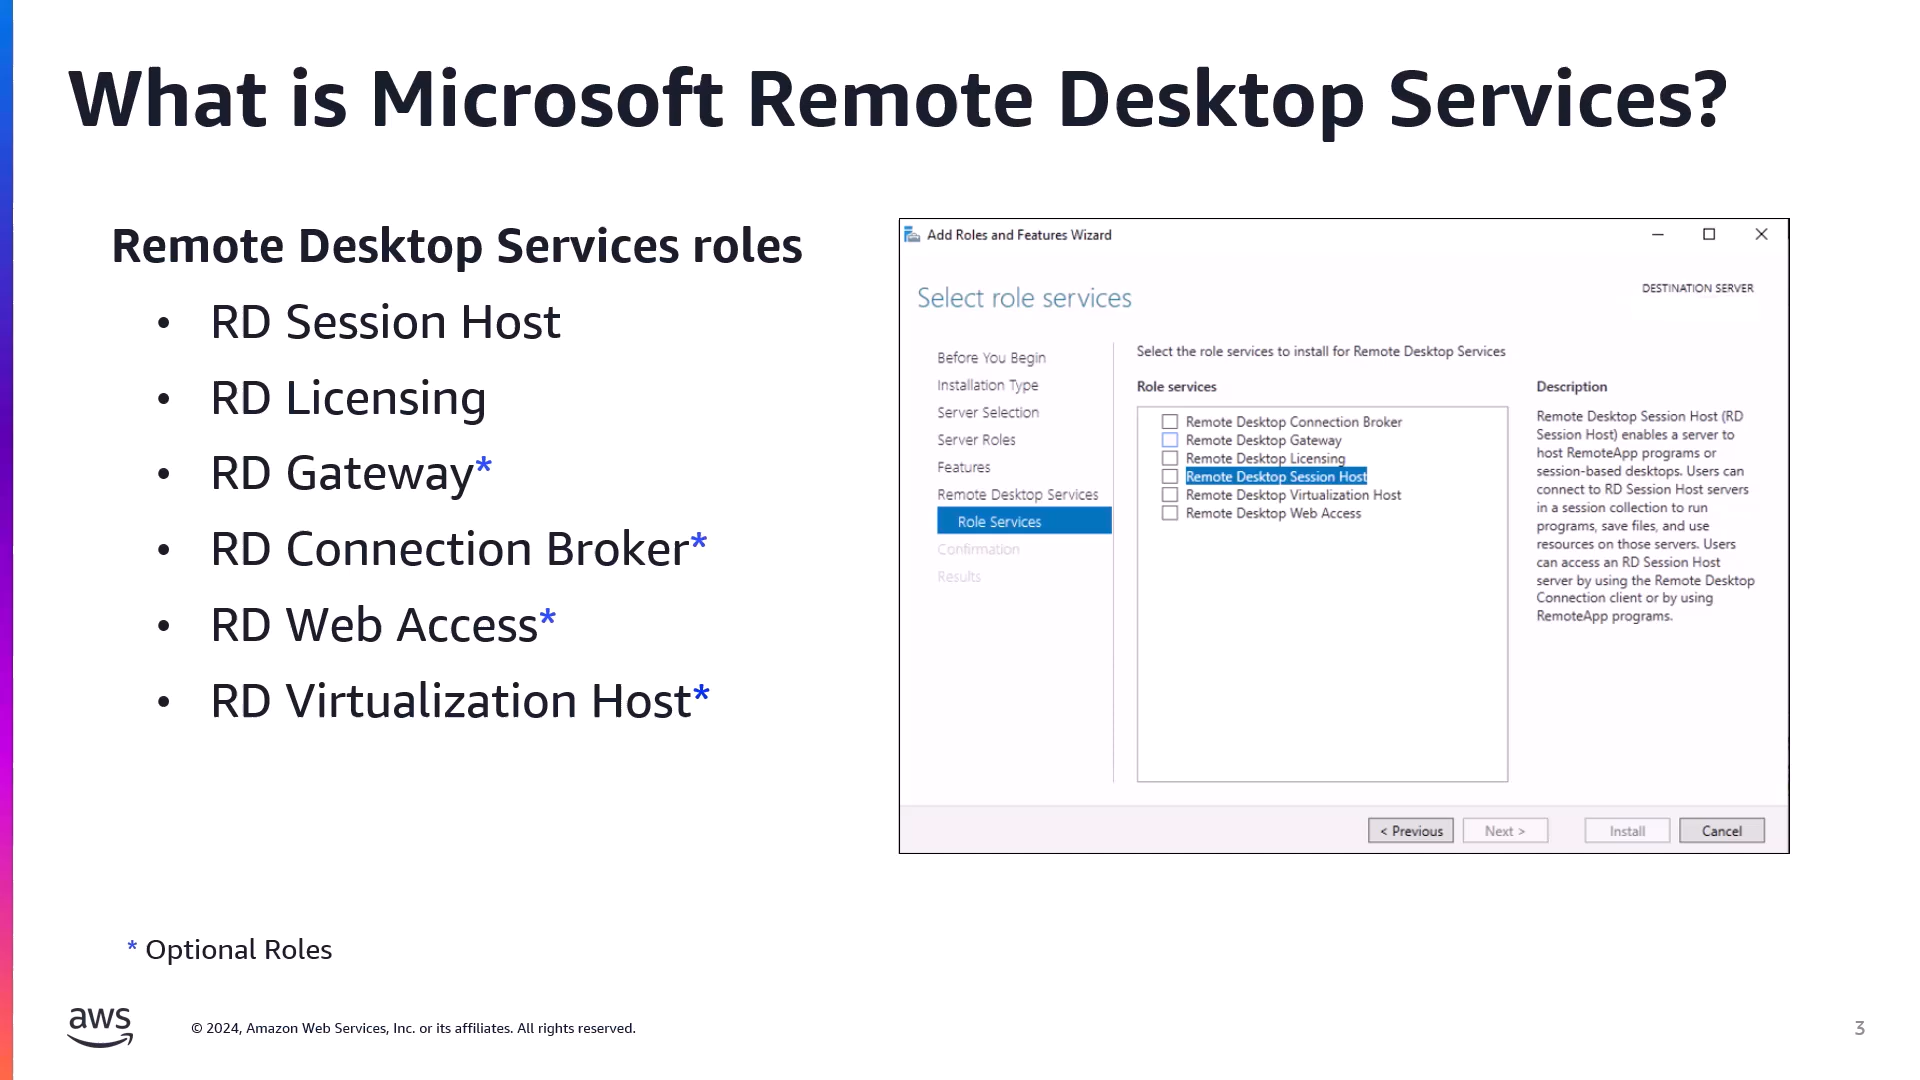 What is Microsoft Remote Desktop Services?
Remote Desktop Services roles
• RD Session Host
• RD Licensing
• RD Gateway*
• RD Connection Broker*
• RD Web Access*
• RD Virtualization Host*
* Optional Roles
Add Roles and Features Wizard
Select role services
DESTINATION SERVER
Before You Begin
Installation Type
Server Selection
Server Roles
Features
Remote Desktop Services
Role Services
Confirmation
Results
Select the role services to install for Remote Desktop Services
Role services
Remote Desktop Connection Broker
Remote Desktop Gateway
Remote Desktop Licensing
Remote Desktop Session Host
Remote Desktop Virtualization Host
Remote Desktop Web Access
Description
Remote Desktop Session Host (RD
Session Host) enables a server to
host RemoteApp programs or
session-based desktops. Users can
connect to RD Session Host servers
in a session collection to run
programs, save files, and use
resources on those servers. Users
can access an RD Session Host
server by using the Remote Desktop
Connection client or by using
RemoteApp programs.
< Previous
Next >
Install
Cancel
aws
© 2024, Amazon Web Services, Inc. or its affiliates. All rights reserved.
3